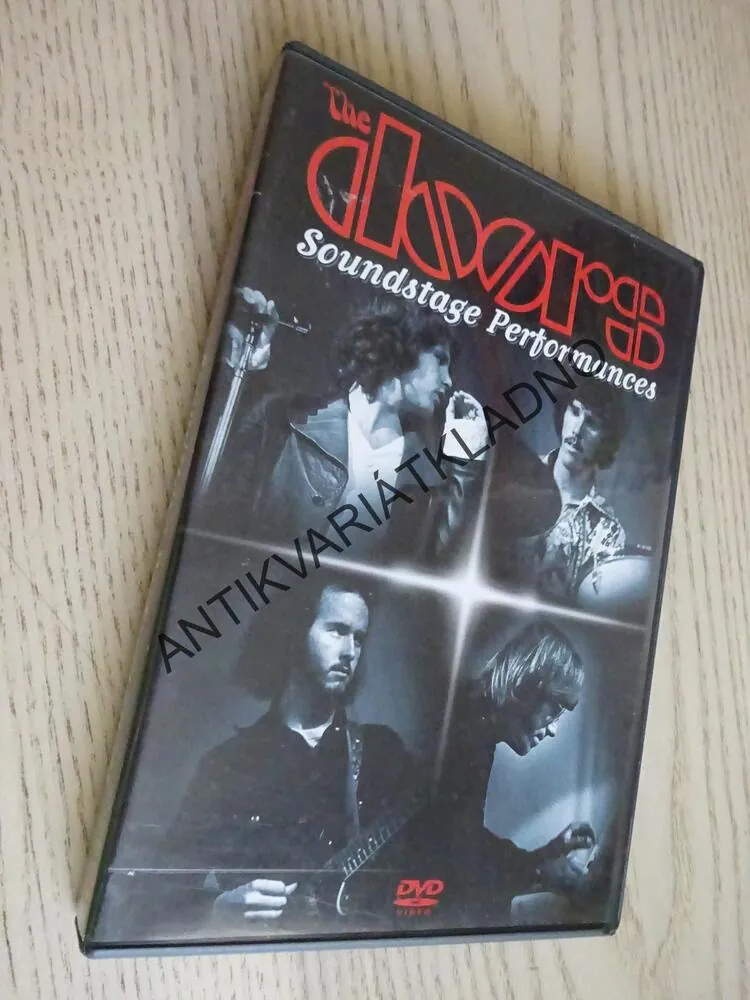 The
doors
Soundstage Performances
ANTIKVARIÁTKLADNO
DVD
VIDEO